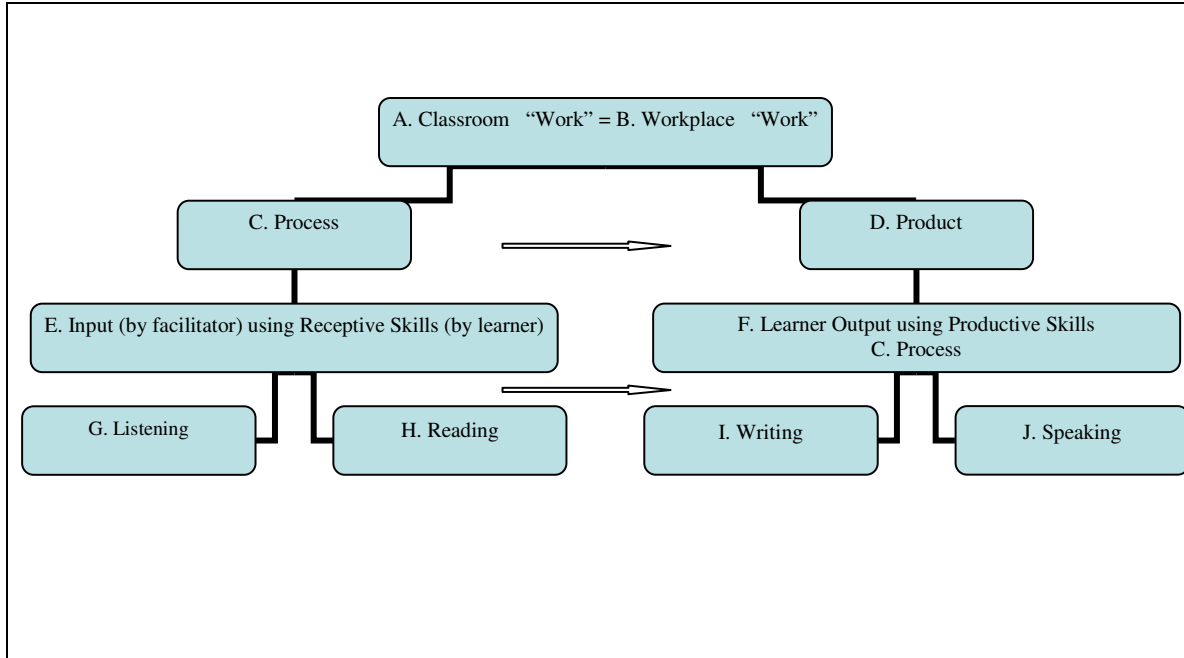 A. Classroom “Work” = B. Workplace “Work”
C. Process
D. Product
E. Input (by facilitator) using Receptive Skills (by learner)
F. Learner Output using Productive Skills
C. Process
G. Listening
H. Reading
I. Writing
J. Speaking